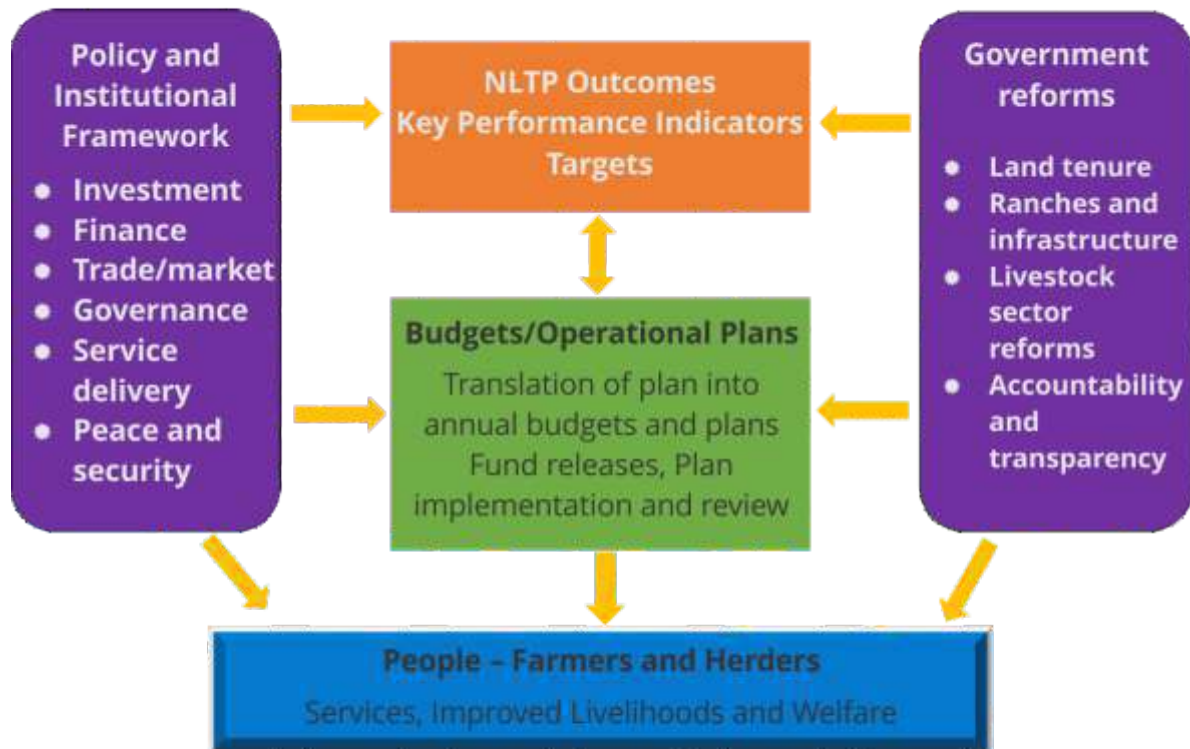 Policy and
Institutional
Framework
● Investment
● Finance
● Trade/market
● Governance
● Service
delivery
● Peace and
security
NLTP Outcomes
Key Performance Indicators
Targets
Budgets/Operational Plans
Translation of plan into
annual budgets and plans
Fund releases, Plan
implementation and review
Government
reforms
● Land tenure
● Ranches and
infrastructure
● Livestock
sector
reforms
● Accountability
and
transparency
People – Farmers and Herders
Services, Improved Livelihoods and Welfare